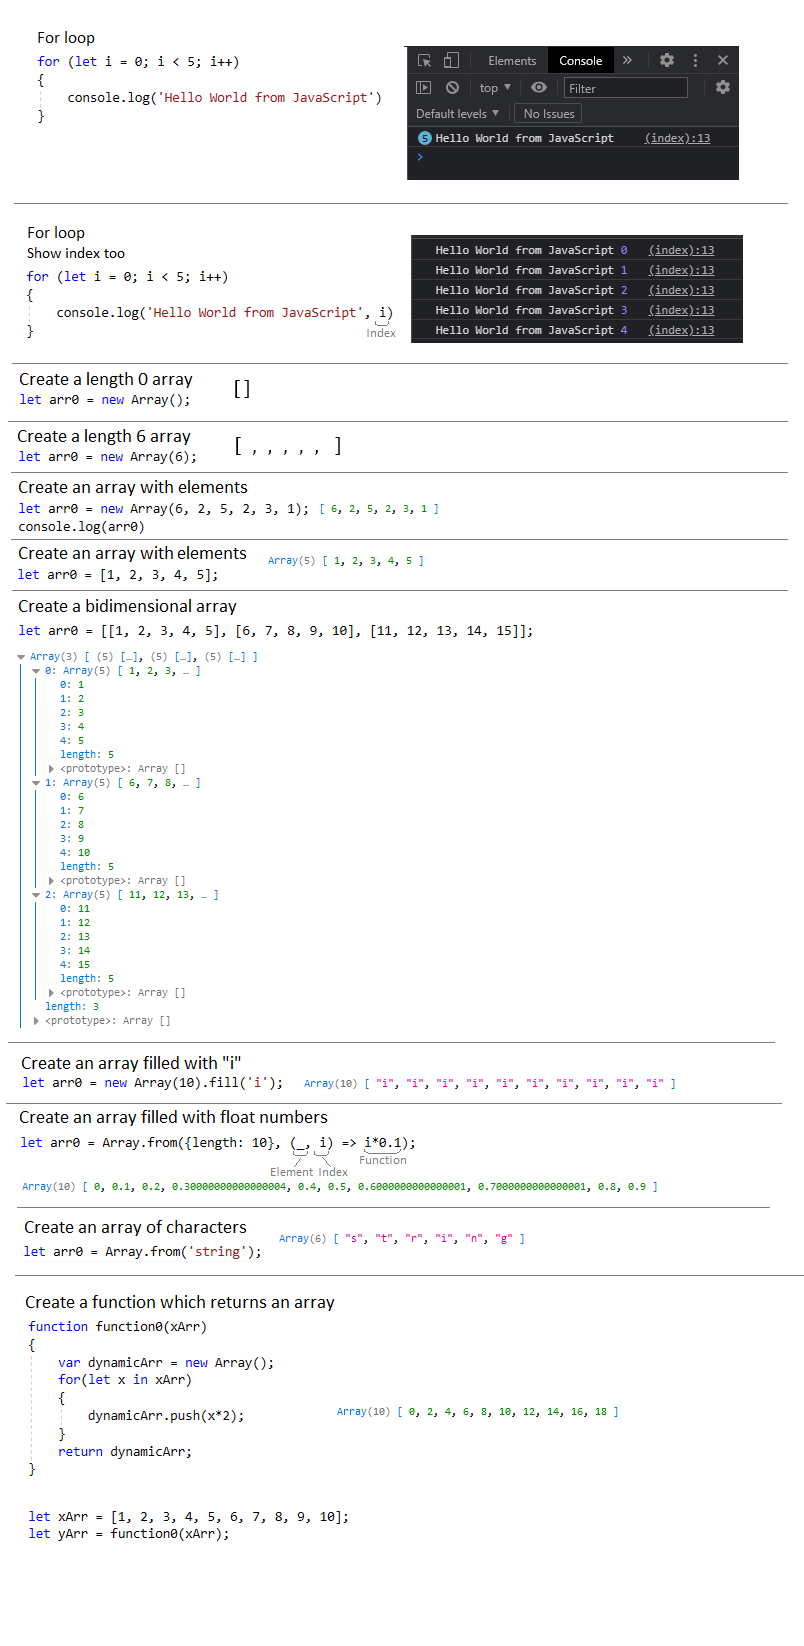 For loop
for (let i = 0; i < 5; i++)
{
console.log('Hello World from JavaScript')
}
Elements Console »
top ▼ Filter
Default levels ▼ No Issues
5 Hello World from JavaScript (index):13
>
For loop
Show index too
for (let i = 0; i < 5; i++)
{
console.log('Hello World from JavaScript', i)
}
Index
Hello World from JavaScript 0 (index):13
Hello World from JavaScript 1 (index):13
Hello World from JavaScript 2 (index):13
Hello World from JavaScript 3 (index):13
Hello World from JavaScript 4 (index):13
Create a length 0 array
let arr0 = new Array();
[]
Create a length 6 array
let arr0 = new Array(6);
[ , , , , , ]
Create an array with elements
let arr0 = new Array(6, 2, 5, 2, 3, 1); [ 6, 2, 5, 2, 3, 1 ]
console.log(arr0)
Create an array with elements
let arr0 = [1, 2, 3, 4, 5];
Array(5) [ 1, 2, 3, 4, 5 ]
Create a bidimensional array
let arr0 = [[1, 2, 3, 4, 5], [6, 7, 8, 9, 10], [11, 12, 13, 14, 15]];
Array(3) [ (5) […], (5) […], (5) […] ]
0: Array(5) [ 1, 2, 3, … ]
0: 1
1: 2
2: 3
3: 4
4: 5
length: 5
<prototype>: Array []
1: Array(5) [ 6, 7, 8, … ]
0: 6
1: 7
2: 8
3: 9
4: 10
length: 5
<prototype>: Array []
2: Array(5) [ 11, 12, 13, … ]
0: 11
1: 12
2: 13
3: 14
4: 15
length: 5
<prototype>: Array []
length: 3
<prototype>: Array []
Create an array filled with "i"
let arr0 = new Array(10).fill('i'); Array(10) [ "i", "i", "i", "i", "i", "i", "i", "i", "i", "i" ]
Create an array filled with float numbers
let arr0 = Array.from({length: 10}, (_, i) => i*0.1);
Element Index Function
Array(10) [ 0, 0.1, 0.2, 0.30000000000000004, 0.4, 0.5, 0.6000000000000001, 0.7000000000000001, 0.8, 0.9 ]
Create an array of characters
let arr0 = Array.from('string');
Array(6) [ "s", "t", "r", "i", "n", "g" ]
Create a function which returns an array
function function0(xArr)
{
var dynamicArr = new Array();
for(let x in xArr)
{
dynamicArr.push(x*2);
}
return dynamicArr;
}
Array(10) [ 0, 2, 4, 6, 8, 10, 12, 14, 16, 18 ]
let xArr = [1, 2, 3, 4, 5, 6, 7, 8, 9, 10];
let yArr = function0(xArr);